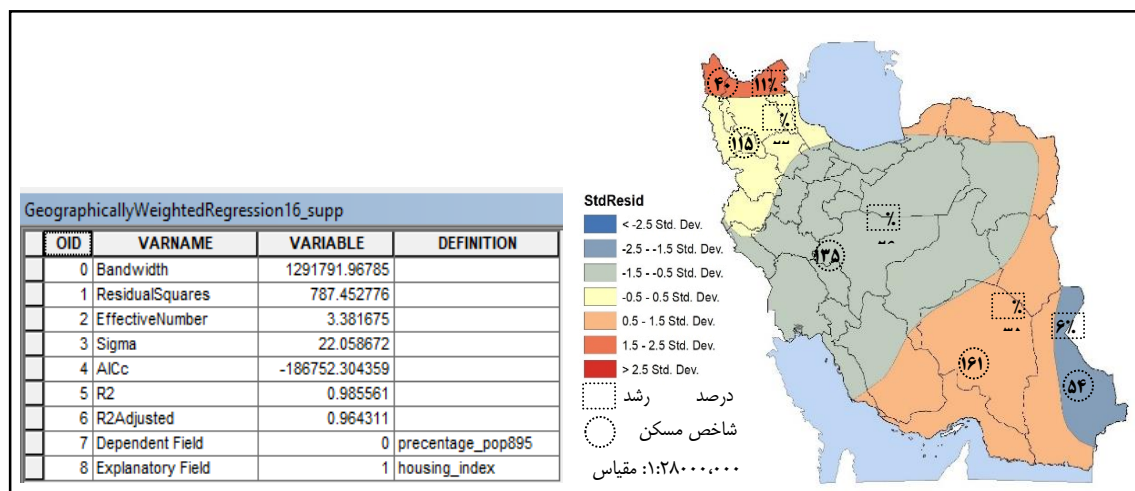 GeographicallyWeightedRegression16_supp
OID VARNAME VARIABLE DEFINITION
0 Bandwidth 1291791.96785
1 ResidualSquares 787.452776
2 EffectiveNumber 3.381675
3 Sigma 22.058672
4 AICc -186752.304359
5 R2 0.985561
6 R2Adjusted 0.964311
7 Dependent Field 0 precentage_pop895
8 Explanatory Field 1 housing_index
StdResid
< -2.5 Std. Dev.
-2.5 - -1.5 Std. Dev.
-1.5 - -0.5 Std. Dev.
-0.5 - 0.5 Std. Dev.
0.5 - 1.5 Std. Dev.
1.5 - 2.5 Std. Dev.
> 2.5 Std. Dev.
درصد رشد
شاخص مسکن
۱:۲۸۰۰۰,۰۰۰: مقیاس
۴۰
۱۱٪
٪
۱۱۵
٪
۱۳۵
٪
۶٪
۱۶۱
۵۴